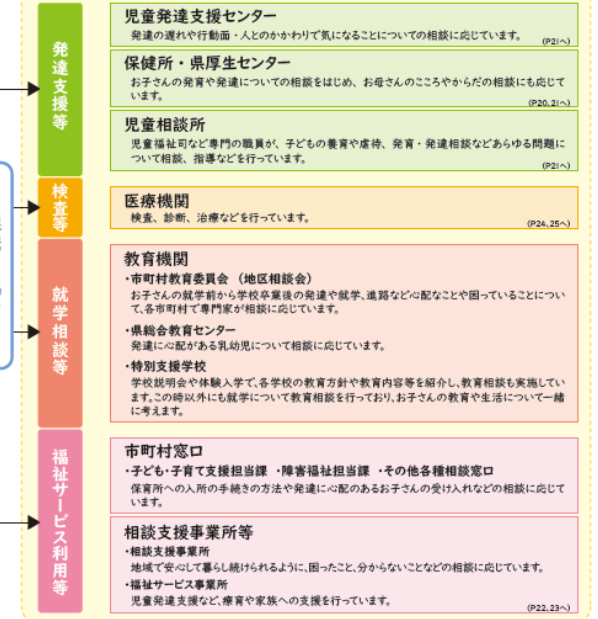 発達支援等
児童発達支援センター
発達の遅れや行動面・人とのかかわりで気になることについての相談に応じています。
(P21へ)
保健所・県厚生センター
お子さんの発育や発達についての相談をはじめ、お母さんのこころやからだの相談にも応じて
います。
(P20,21へ)
児童相談所
児童福祉司など専門の職員が、子どもの養育や虐待、発育・発達相談などあらゆる問題に
ついて相談、指導などを行っています。
(P21へ)
検査等
医療機関
検査、診断、治療などを行っています。
(P24,25へ)
就学相談等
教育機関
・市町村教育委員会 (地区相談会)
お子さんの就学前から学校卒業後の発達や就学、進路など心配なことや困っていることについ
て、各市町村で専門家が相談に応じています。
・県総合教育センター
発達に心配がある乳幼児について相談に応じています。
・特別支援学校
学校説明会や体験入学で、各学校の教育方針や教育内容等を紹介し、教育相談も実施してい
ます。この時以外にも就学について教育相談を行っており、お子さんの教育や生活について一緒
に考えます。
福祉サービス利用等
市町村窓口
・子ども・子育て支援担当課 ・障害福祉担当課 ・その他各種相談窓口
保育所への入所の手続きの方法や発達に心配のあるお子さんの受け入れなどの相談に応じて
います。
相談支援事業所等
・相談支援事業所
地域で安心して暮らし続けられるように、困ったこと、分からないことなどの相談に応じています。
・福祉サービス事業所
児童発達支援など、療育や家族への支援を行っています。
(P22,23へ)